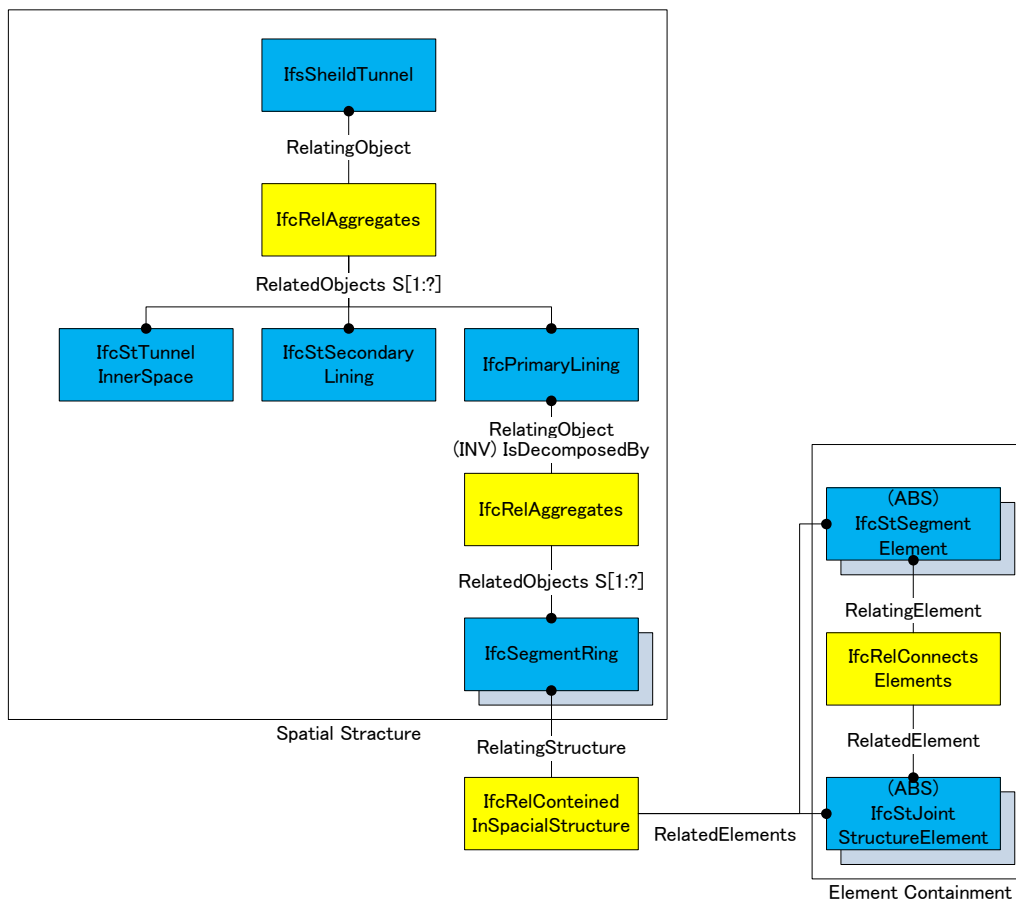 IfsSheildTunnel
RelatingObject
IfcRelAggregates
RelatedObjects S[1:?]
IfcStTunnel
InnerSpace
IfcStSecondary
Lining
IfcPrimaryLining
RelatingObject
(INV) IsDecomposedBy
IfcRelAggregates
RelatedObjects S[1:?]
IfcSegmentRing
Spatial Stracture
RelatingStructure
IfcRelConteined
InSpacialStructure
RelatedElements
(ABS)
IfcStSegment
Element
RelatingElement
IfcRelConnects
Elements
RelatedElement
(ABS)
IfcStJoint
StructureElement
Element Containment